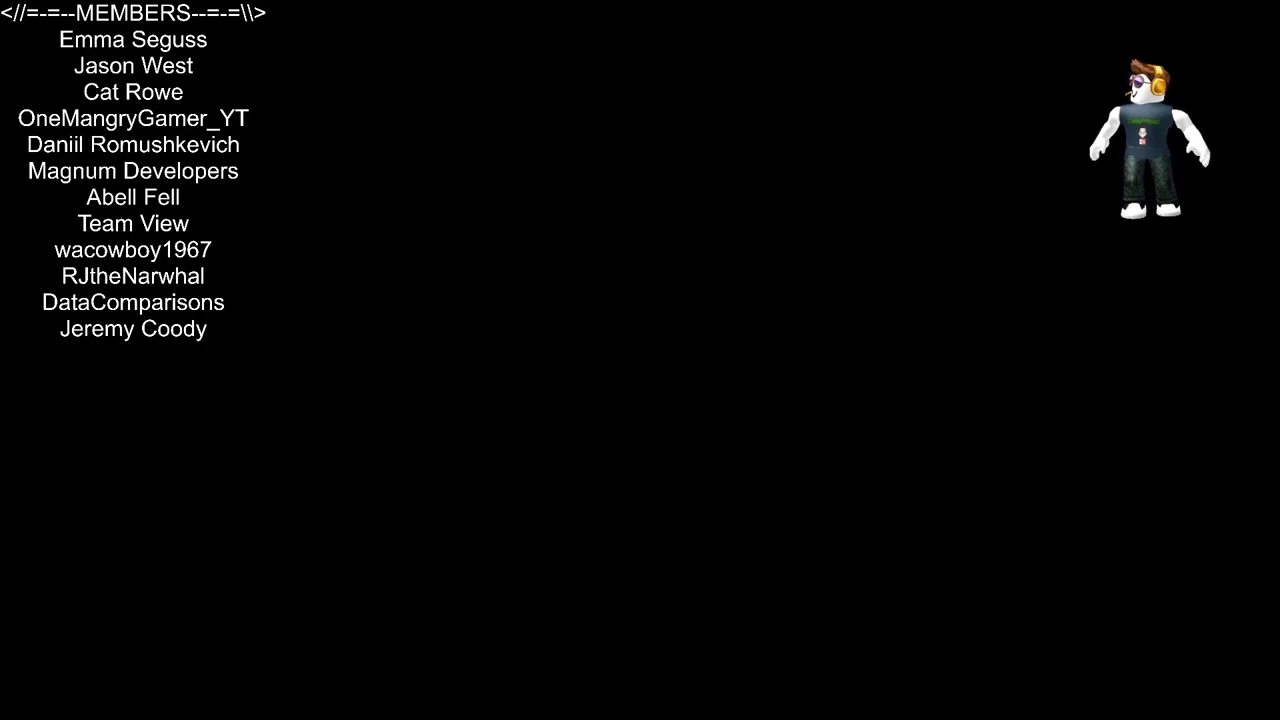 <//=-=--MEMBERS--=-=\\>
Emma Seguss
Jason West
Cat Rowe
OneMangryGamer_YT
Daniil Romushkevich
Magnum Developers
Abell Fell
Team View
wacowboy1967
RJtheNarwhal
DataComparisons
Jeremy Coody